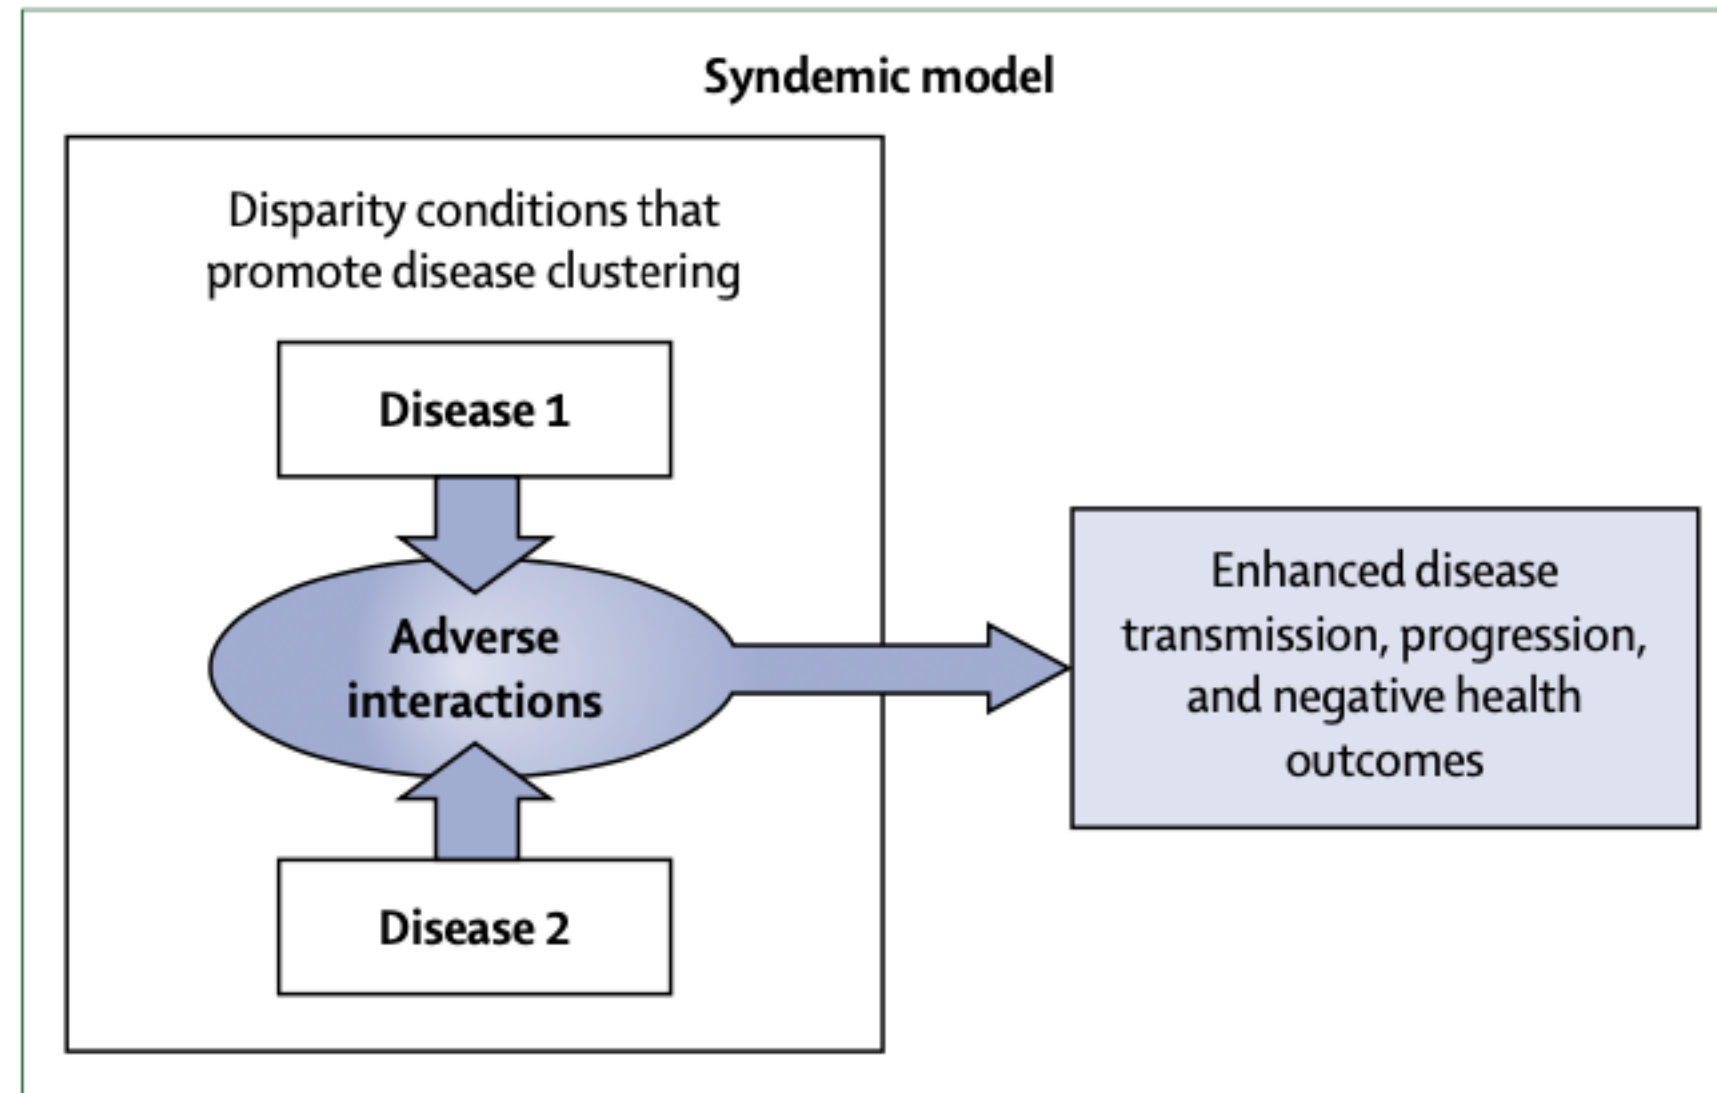 Syndemic model
Disparity conditions that
promote disease clustering
Disease 1
Adverse
interactions
Disease 2
Enhanced disease
transmission, progression,
and negative health
outcomes